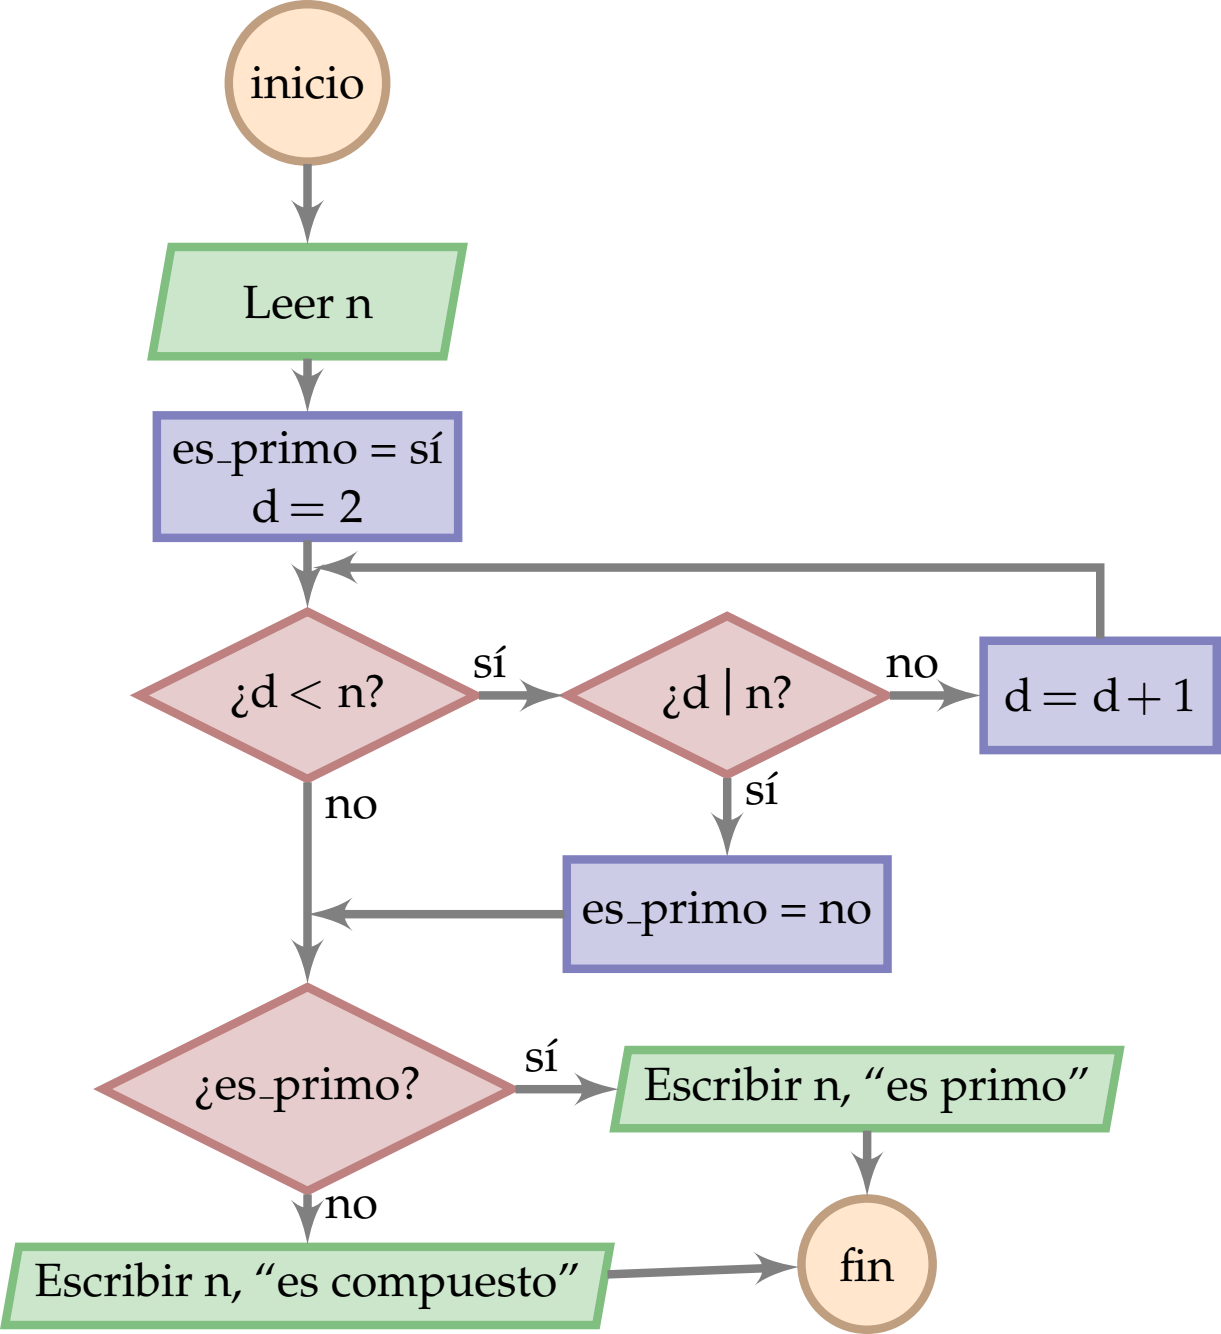 inicio
Leer n
es_primo = sí
d = 2
¿d < n?
sí
¿d | n?
no
d = d + 1
no
sí
es_primo = no
¿es_primo?
sí
Escribir n, “es primo”
no
Escribir n, “es compuesto”
fin